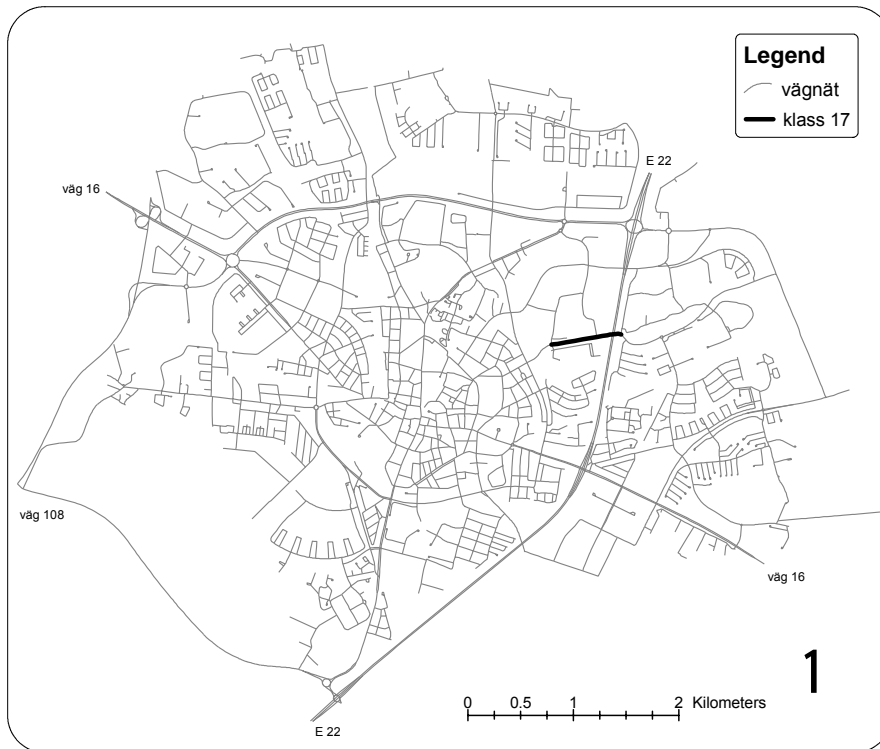 Legend
vägnät
klass 17
E 22
väg 16
väg 108
väg 16
1
0 0.5 1 2 Kilometers
E 22